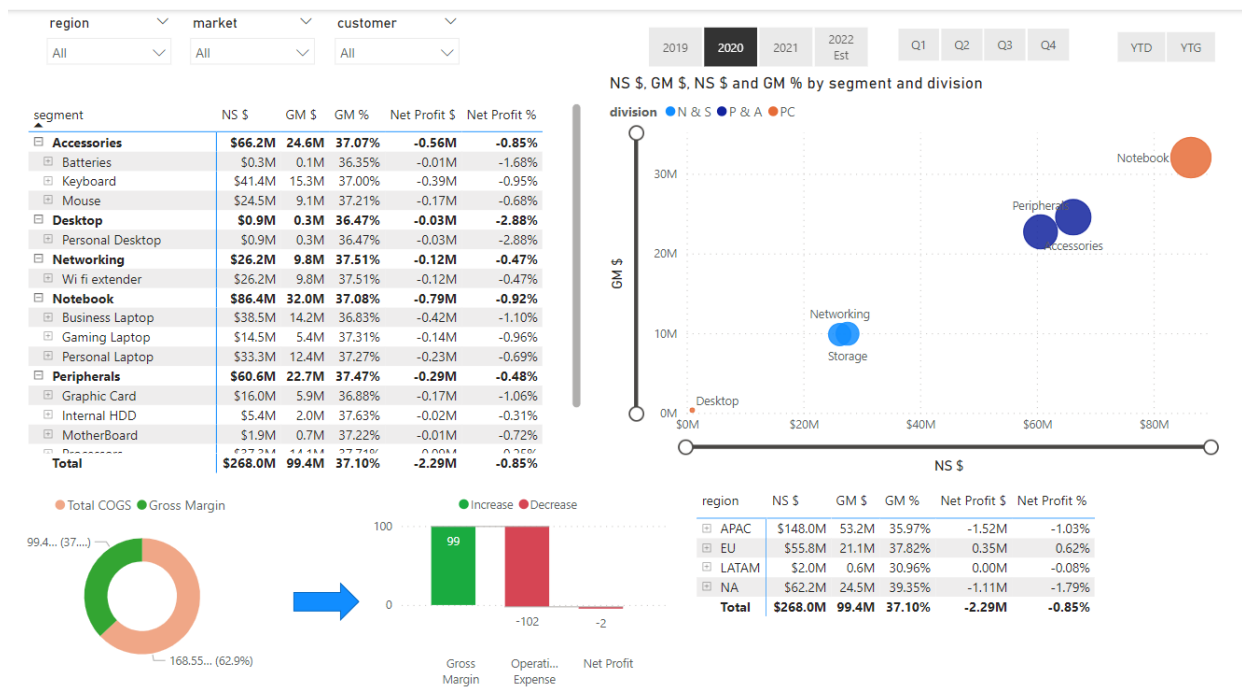 region market customer
All All All
2019 2020 2021 2022 Est Q1 Q2 Q3 Q4 YTD YTG
NS $, GM $, NS $ and GM % by segment and division
division N & S P & A PC
segment NS $ GM $ GM % Net Profit $ Net Profit %
Accessories $66.2M 24.6M 37.07% -0.56M -0.85%
Batteries $0.3M 0.1M 36.35% -0.01M -1.68%
Keyboard $41.4M 15.3M 37.00% -0.39M -0.95%
Mouse $24.5M 9.1M 37.21% -0.17M -0.68%
Desktop $0.9M 0.3M 36.47% -0.03M -2.88%
Personal Desktop $0.9M 0.3M 36.47% -0.03M -2.88%
Networking $26.2M 9.8M 37.51% -0.12M -0.47%
Wi fi extender $26.2M 9.8M 37.51% -0.12M -0.47%
Notebook $86.4M 32.0M 37.08% -0.79M -0.92%
Business Laptop $38.5M 14.2M 36.83% -0.42M -1.10%
Gaming Laptop $14.5M 5.4M 37.31% -0.14M -0.96%
Personal Laptop $33.3M 12.4M 37.27% -0.23M -0.69%
Peripherals $60.6M 22.7M 37.47% -0.29M -0.48%
Graphic Card $16.0M 5.9M 36.88% -0.17M -1.06%
Internal HDD $5.4M 2.0M 37.63% -0.02M -0.31%
MotherBoard $1.9M 0.7M 37.22% -0.01M -0.72%
Total $268.0M 99.4M 37.10% -2.29M -0.85%
GM $
30M
20M
10M
0M
Notebook
Peripherals
Accessories
Networking
Storage
Desktop
$0M $20M $40M $60M $80M
NS $
Total COGS Gross Margin
99.4... (37....)
168.55... (62.9%)
Increase Decrease
100
0
99
-102
-2
Gross Margin
Operati... Expense
Net Profit
region NS $ GM $ GM % Net Profit $ Net Profit %
APAC $148.0M 53.2M 35.97% -1.52M -1.03%
EU $55.8M 21.1M 37.82% 0.35M 0.62%
LATAM $2.0M 0.6M 30.96% 0.00M -0.08%
NA $62.2M 24.5M 39.35% -1.11M -1.79%
Total $268.0M 99.4M 37.10% -2.29M -0.85%